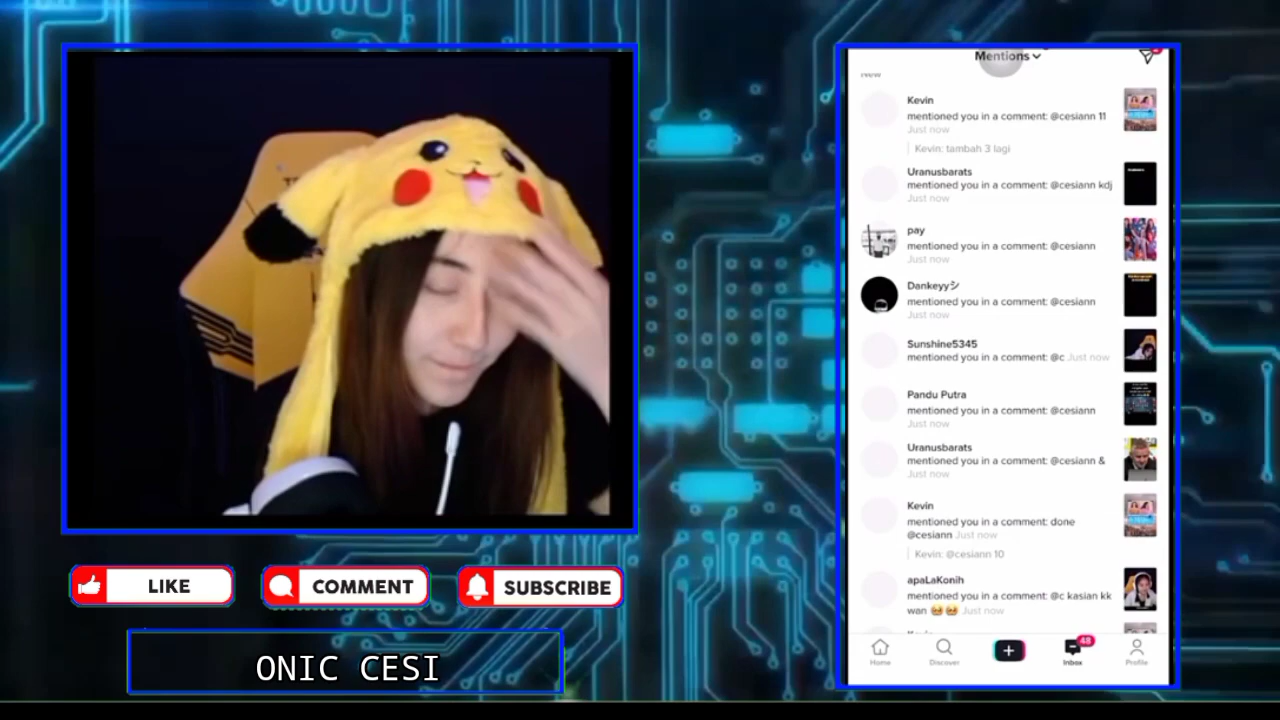 Mentions
New
Kevin
mentioned you in a comment: @cesiann 11
Just now
Kevin: tambah 3 lagi
Uranusbarats
mentioned you in a comment: @cesiann kdj
Just now
pay
mentioned you in a comment: @cesiann
Just now
Dankeyyシ
mentioned you in a comment: @cesiann
Just now
Sunshine5345
mentioned you in a comment: @c Just now
Pandu Putra
mentioned you in a comment: @cesiann
Just now
Uranusbarats
mentioned you in a comment: @cesiann &
Just now
Kevin
mentioned you in a comment: done
@cesiann Just now
Kevin: @cesiann 10
apaLaKonih
mentioned you in a comment: @c kasian kk
wan 🥺🥺 Just now
48
Home Discover Inbox Profile
LIKE COMMENT SUBSCRIBE
ONIC CESI